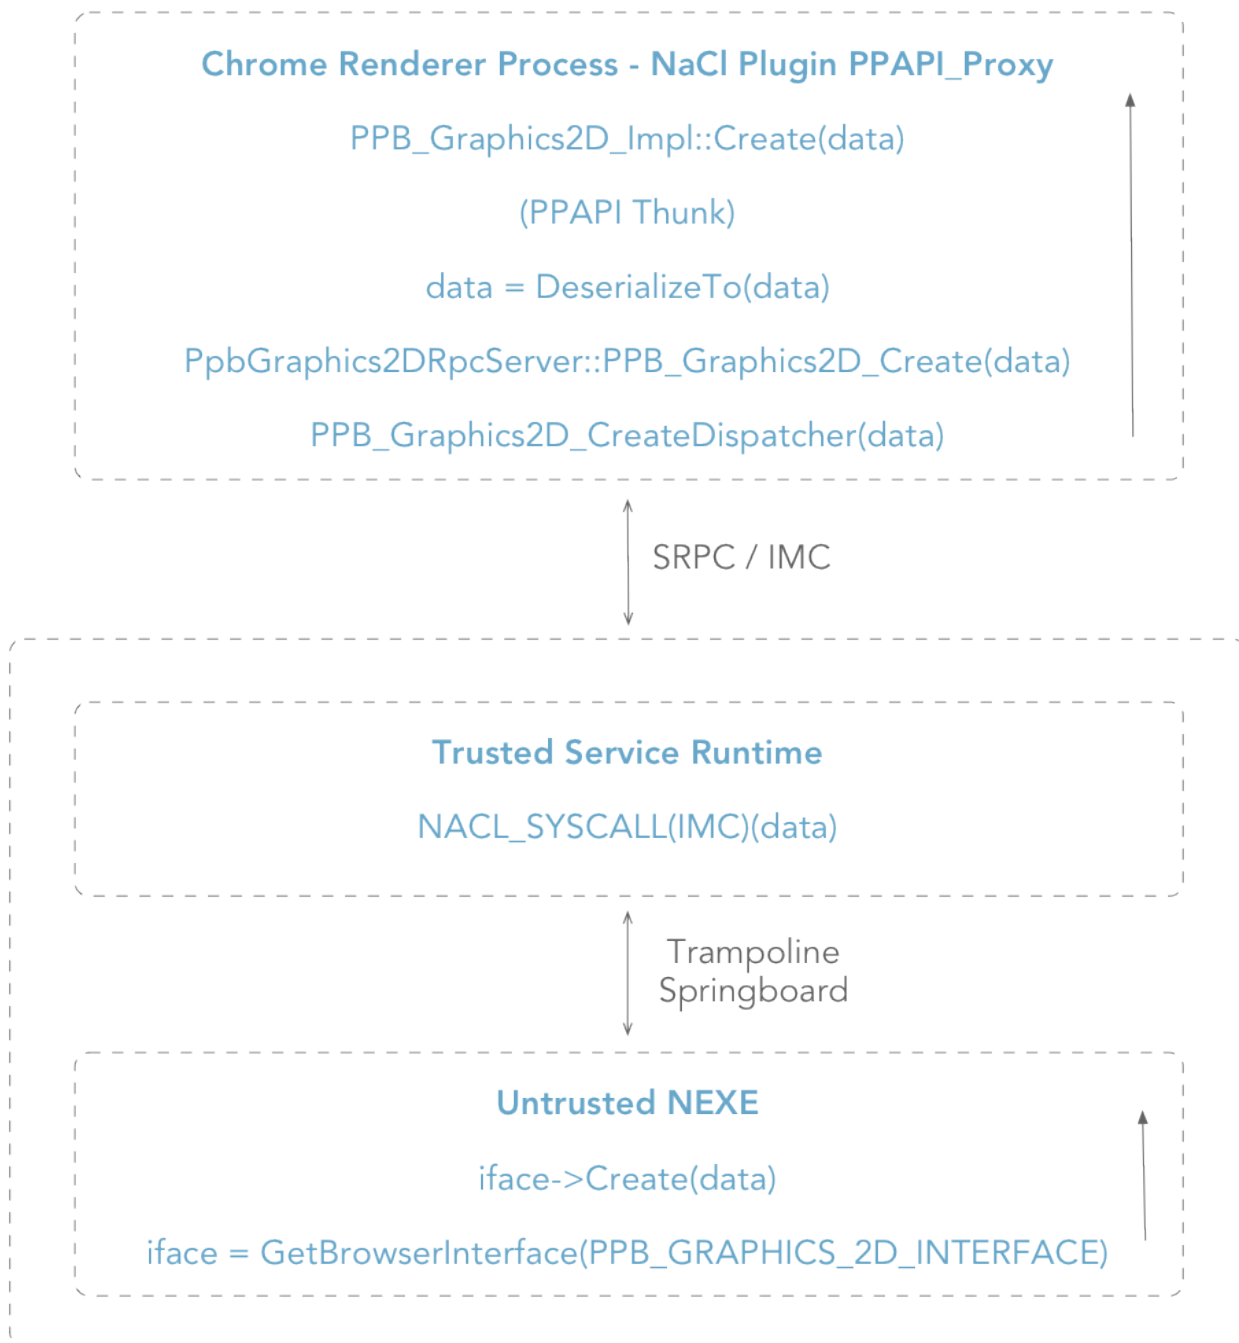 Chrome Renderer Process - NaCl Plugin PPAPI_Proxy
PPB_Graphics2D_Impl::Create(data)
(PPAPI Thunk)
data = DeserializeTo(data)
PpbGraphics2DRpcServer::PPB_Graphics2D_Create(data)
PPB_Graphics2D_CreateDispatcher(data)
SRPC / IMC
Trusted Service Runtime
NACL_SYSCALL(IMC)(data)
Trampoline
Springboard
Untrusted NEXE
iface->Create(data)
iface = GetBrowserInterface(PPB_GRAPHICS_2D_INTERFACE)